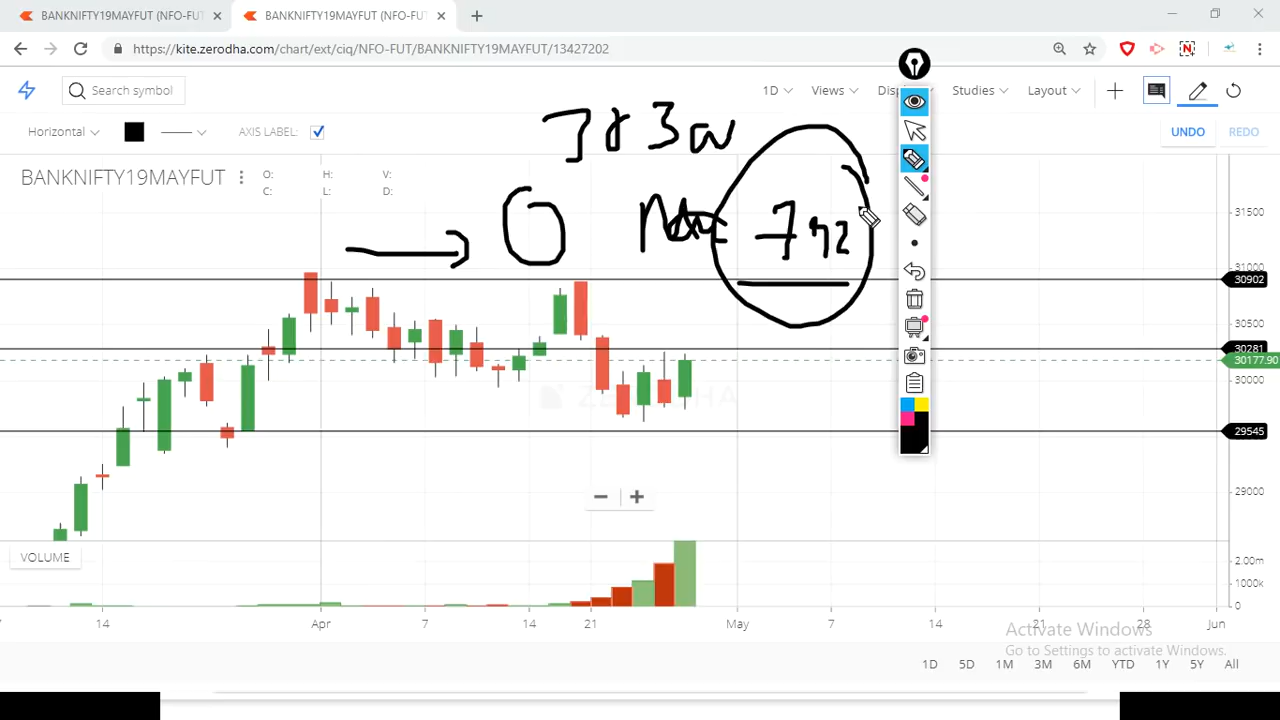 BANKNIFTY19MAYFUT (NFO-FUT
BANKNIFTY19MAYFUT (NFO-FUT
https://kite.zerodha.com/chart/ext/ciq/NFO-FUT/BANKNIFTY19MAYFUT/13427202
Search symbol
1D Views Studies Layout
Horizontal AXIS LABEL: UNDO REDO
BANKNIFTY19MAYFUT O: H: V:
C: L: D:
31500
31000
30902
30500
30281
30177.90
30000
29545
29000
ZERODHA
VOLUME
2.00m
1000k
0
14 Apr 7 14 21 May 7 14 21 28 Jun
Activate Windows
Go to Settings to activate Windows.
1D 5D 1M 3M 6M YTD 1Y 5Y All